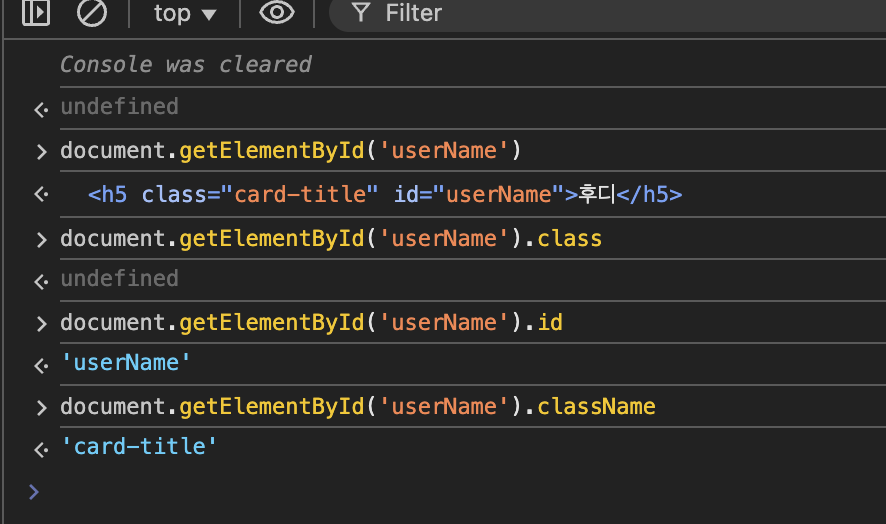 top ▼ Filter
Console was cleared
undefined
document.getElementById('userName')
<h5 class="card-title" id="userName">후디</h5>
document.getElementById('userName').class
undefined
document.getElementById('userName').id
'userName'
document.getElementById('userName').className
'card-title'